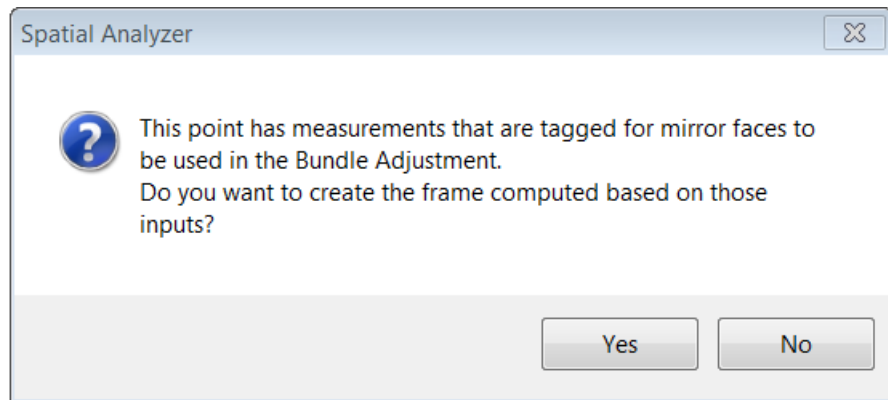 Spatial Analyzer
This point has measurements that are tagged for mirror faces to
be used in the Bundle Adjustment.
Do you want to create the frame computed based on those
inputs?
Yes
No